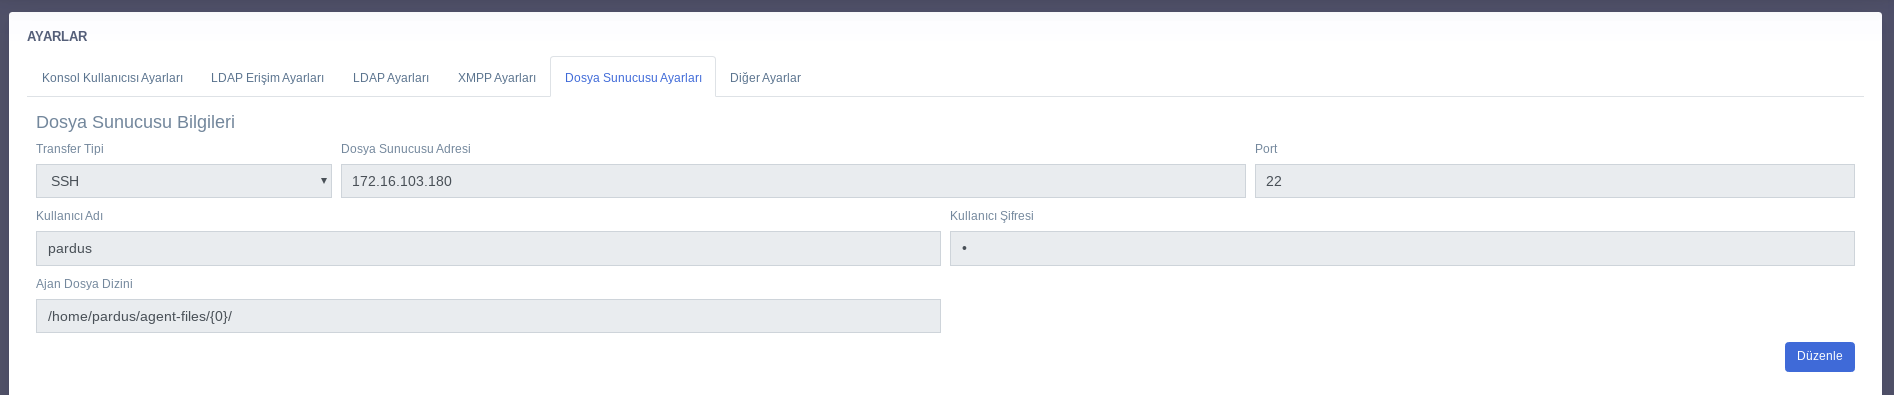 AYARLAR
Konsol Kullanıcısı Ayarları LDAP Erişim Ayarları LDAP Ayarları XMPP Ayarları Dosya Sunucusu Ayarları Diğer Ayarlar
Dosya Sunucusu Bilgileri
Transfer Tipi Dosya Sunucusu Adresi Port
SSH 172.16.103.180 22
Kullanıcı Adı Kullanıcı Şifresi
pardus •
Ajan Dosya Dizini
/home/pardus/agent-files/{0}/
Düzenle